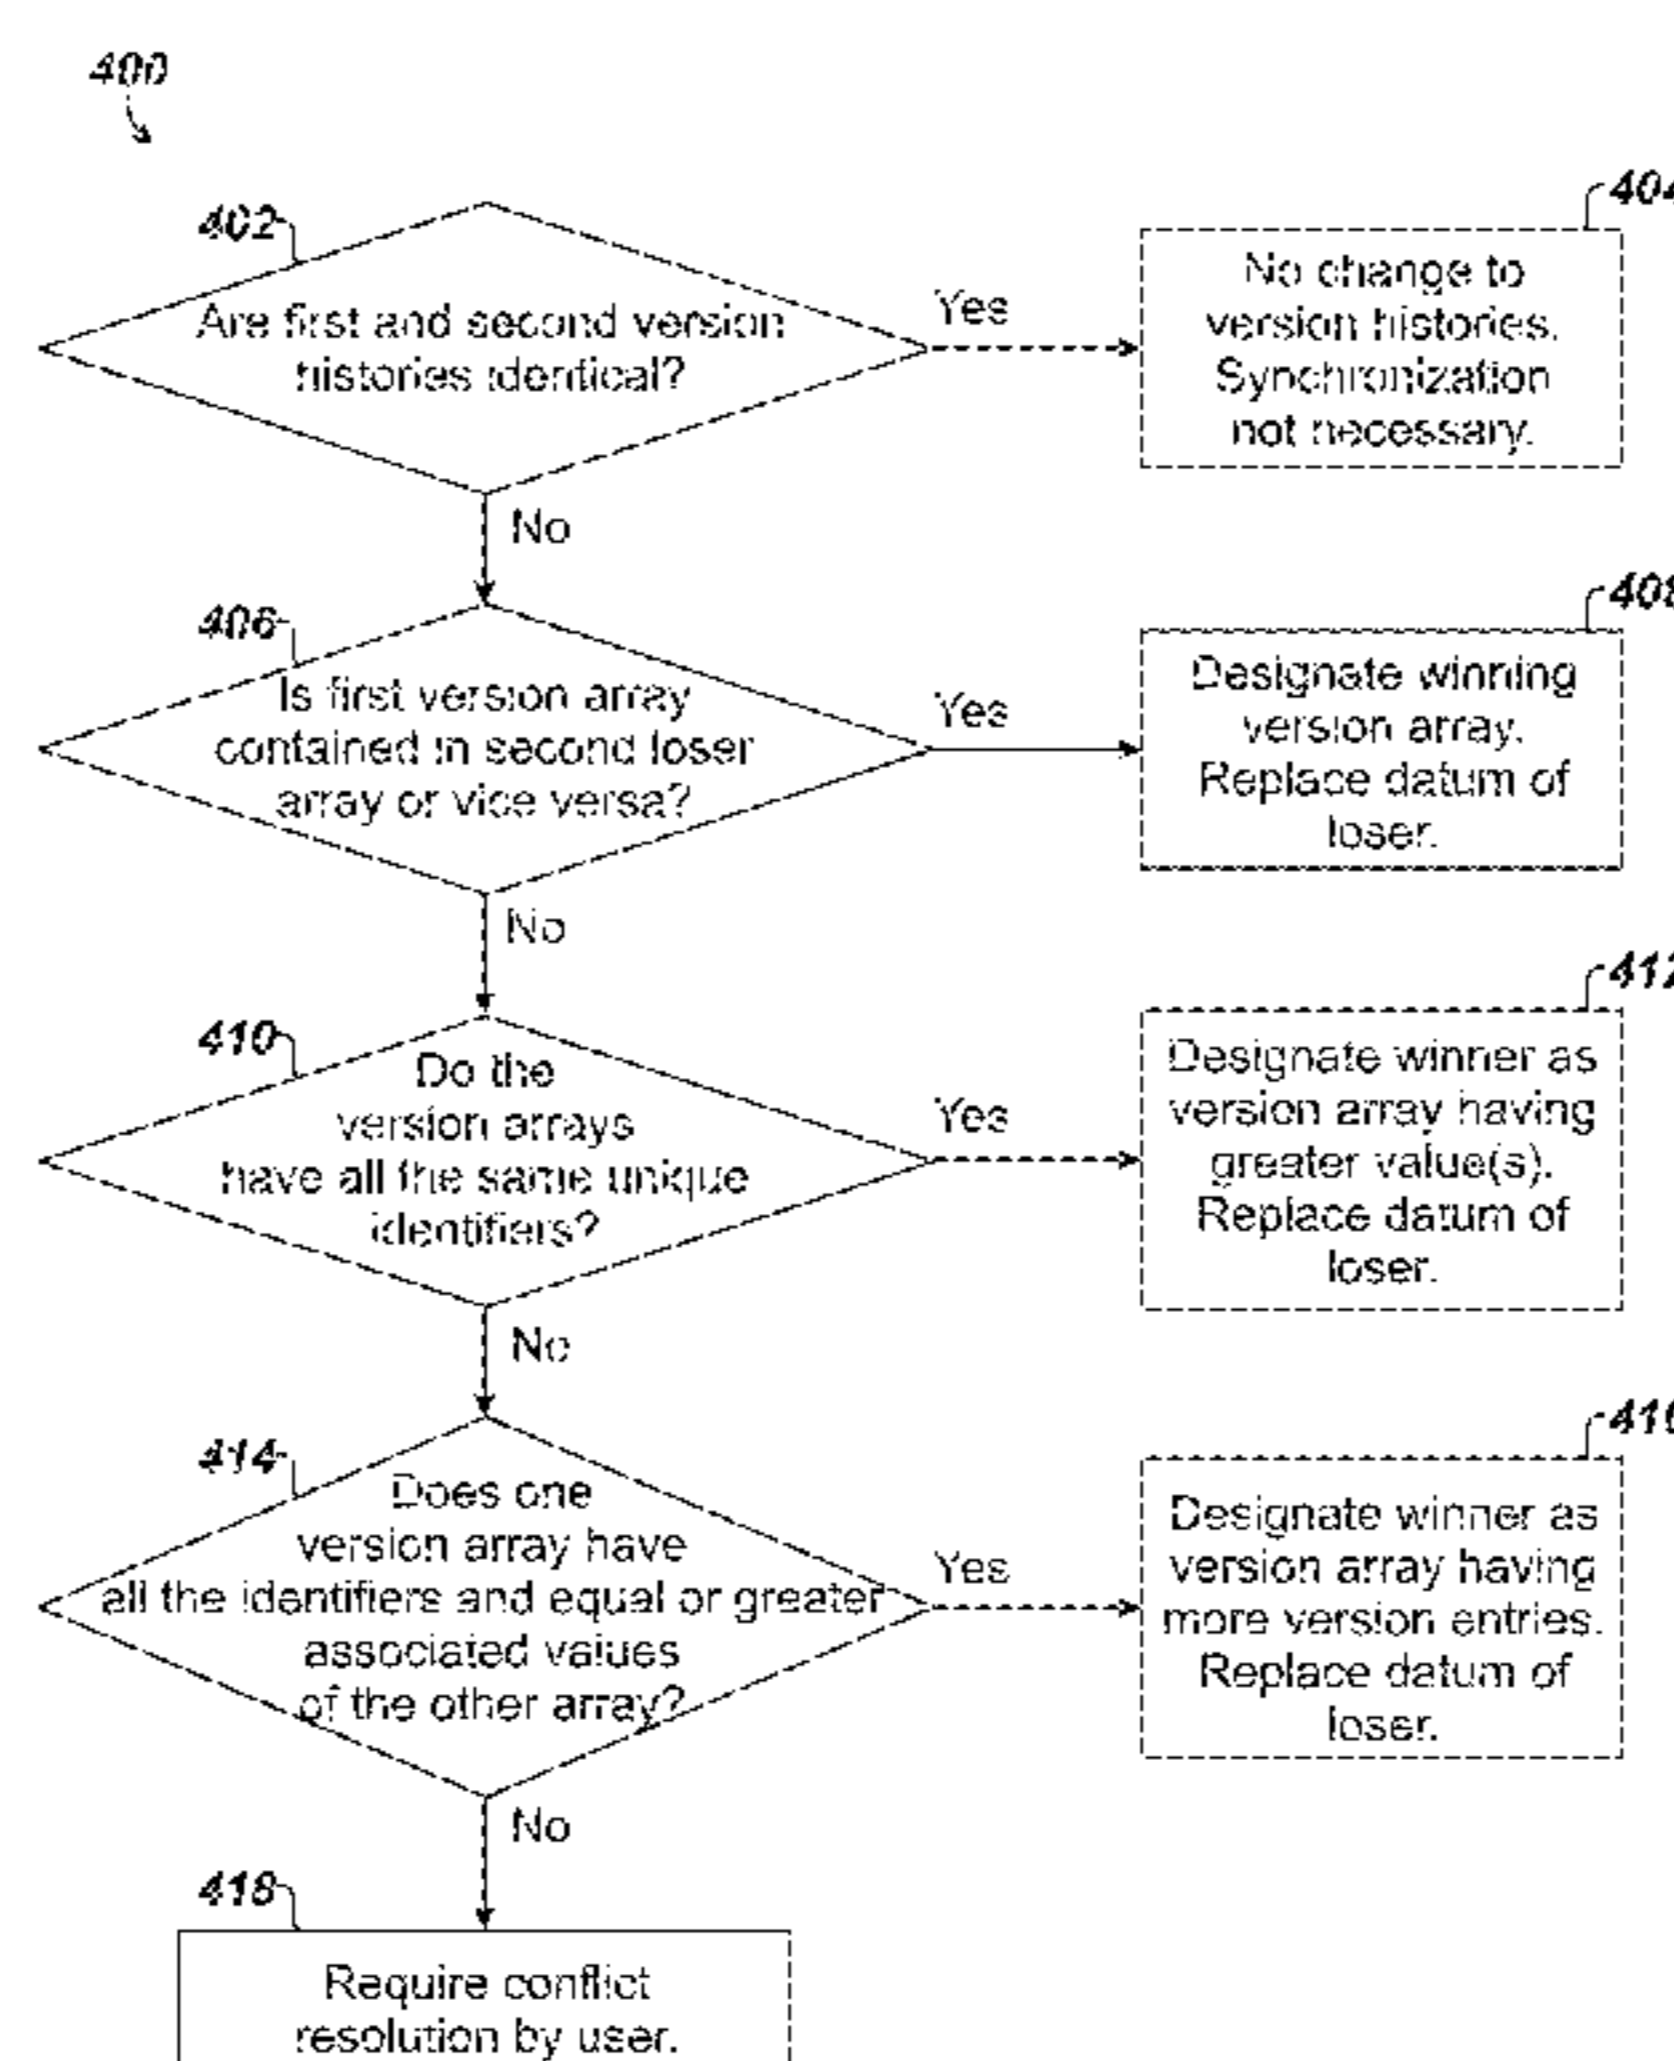 400
402
Are first and second version
histories identical?
Yes
404
No change to
version histories.
Synchronization
not necessary.
No
406
Is first version array
contained in second loser
array or vice versa?
Yes
408
Designate winning
version array.
Replace datum of
loser.
No
410
Do the
version arrays
have all the same unique
identifiers?
Yes
412
Designate winner as
version array having
greater value(s).
Replace datum of
loser.
No
414
Does one
version array have
all the identifiers and equal or greater
associated values
of the other array?
Yes
416
Designate winner as
version array having
more version entries.
Replace datum of
loser.
No
418
Require conflict
resolution by user.